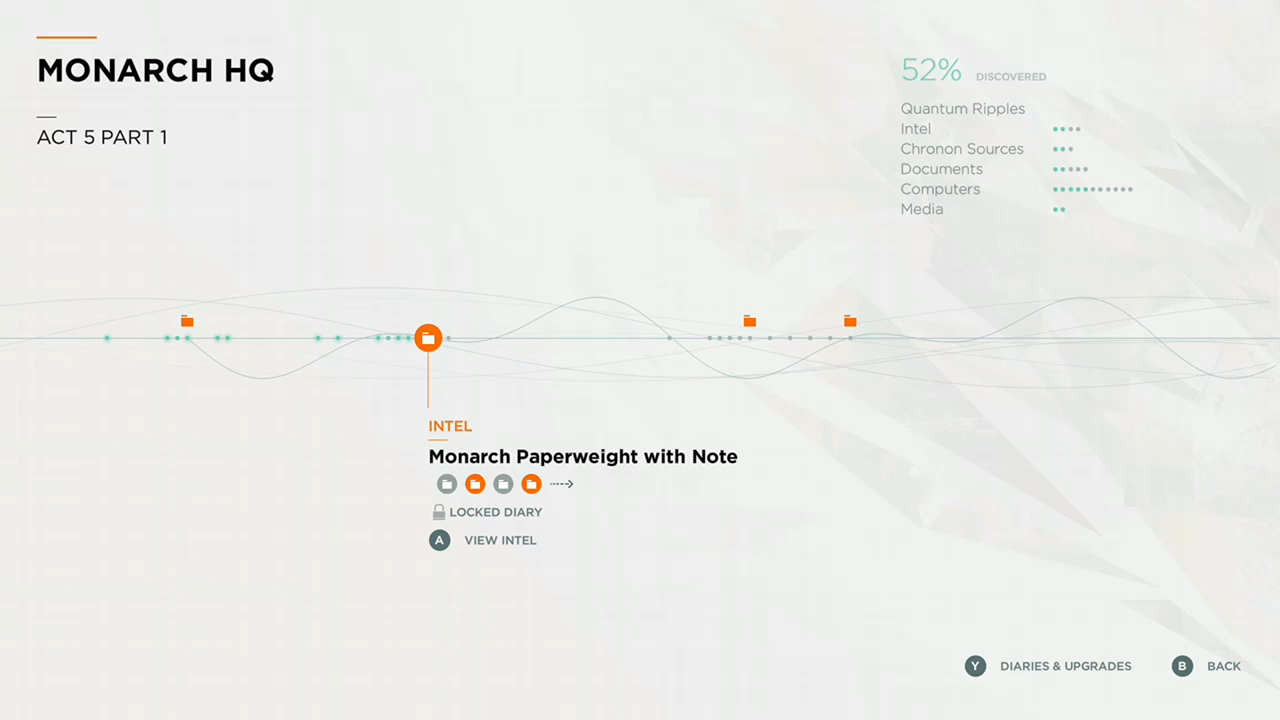 MONARCH HQ
ACT 5 PART 1
52% DISCOVERED
Quantum Ripples
Intel
Chronon Sources
Documents
Computers
Media
INTEL
Monarch Paperweight with Note
LOCKED DIARY
A VIEW INTEL
Y DIARIES & UPGRADES B BACK